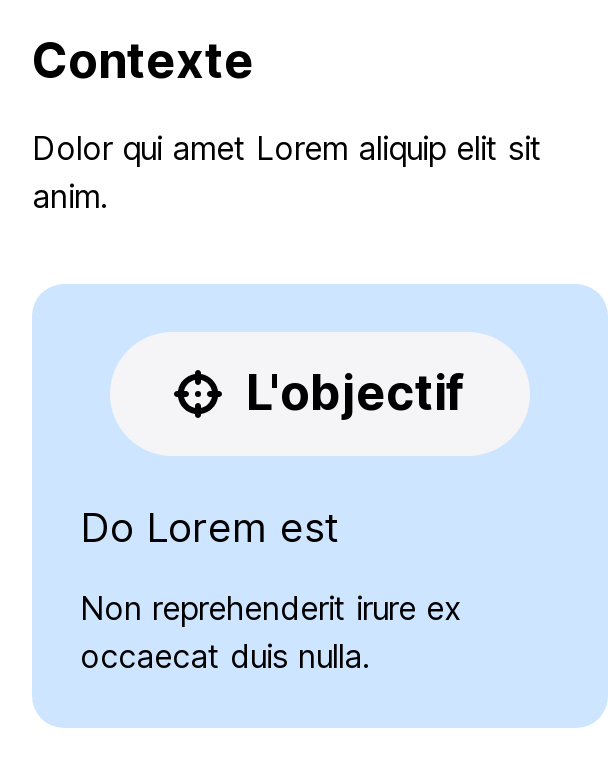 Contexte
Dolor qui amet Lorem aliquip elit sit
anim.
L'objectif
Do Lorem est
Non reprehenderit irure ex
occaecat duis nulla.